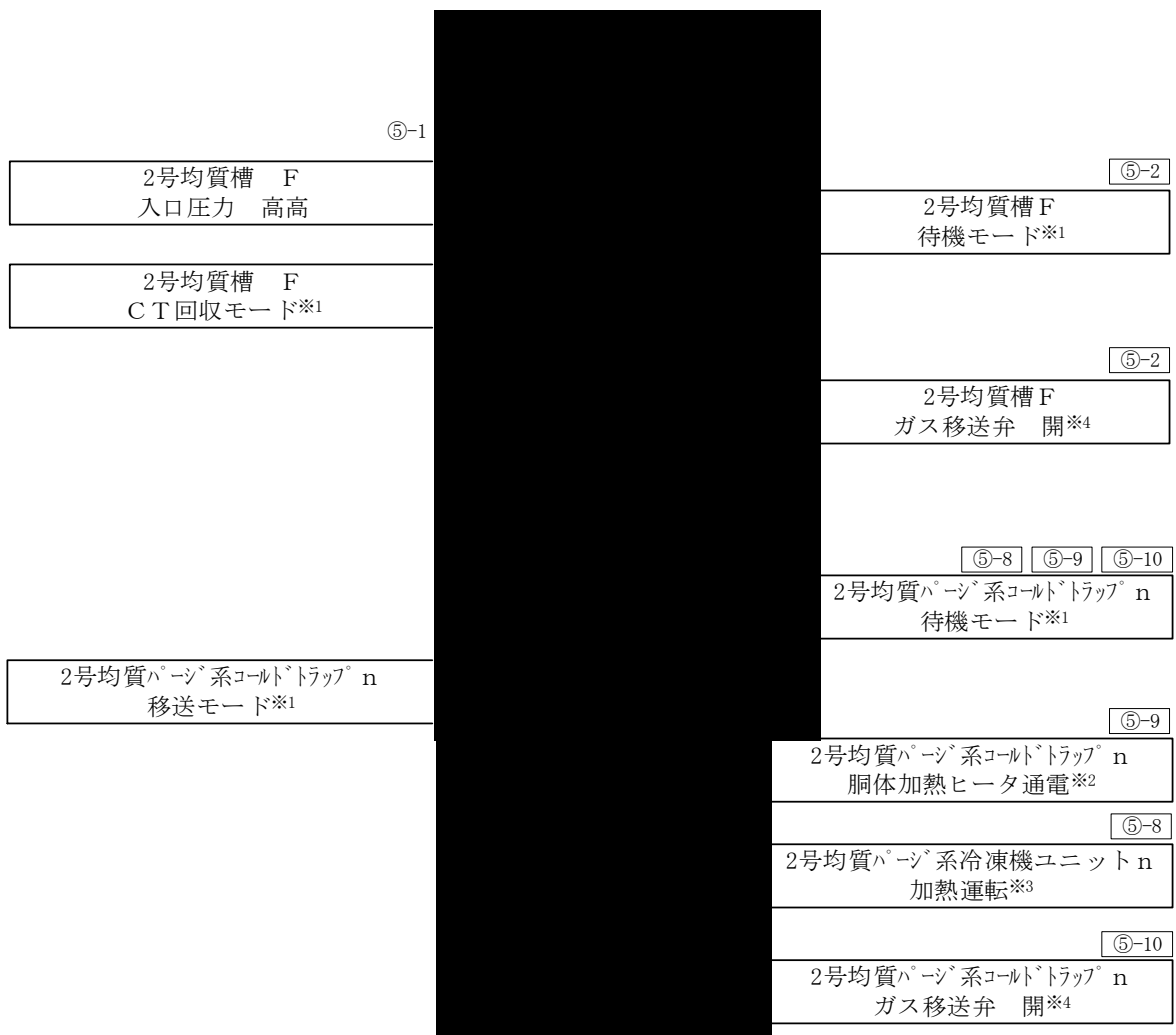 ⑤-1
2号均質槽　F
入口圧力　高高
2号均質槽　F
ＣＴ回収モード※1
⑤-2
2号均質槽Ｆ
待機モード※1
⑤-2
2号均質槽Ｆ
ガス移送弁　開※4
⑤-8 ⑤-9 ⑤-10
2号均質ﾊﾟｰｼﾞ系ｺｰﾙﾄﾞﾄﾗｯﾌﾟn
待機モード※1
2号均質ﾊﾟｰｼﾞ系ｺｰﾙﾄﾞﾄﾗｯﾌﾟn
移送モード※1
⑤-9
2号均質ﾊﾟｰｼﾞ系ｺｰﾙﾄﾞﾄﾗｯﾌﾟn
胴体加熱ヒータ通電※2
⑤-8
2号均質ﾊﾟｰｼﾞ系冷凍機ユニットn
加熱運転※3
⑤-10
2号均質ﾊﾟｰｼﾞ系ｺｰﾙﾄﾞﾄﾗｯﾌﾟn
ガス移送弁　開※4